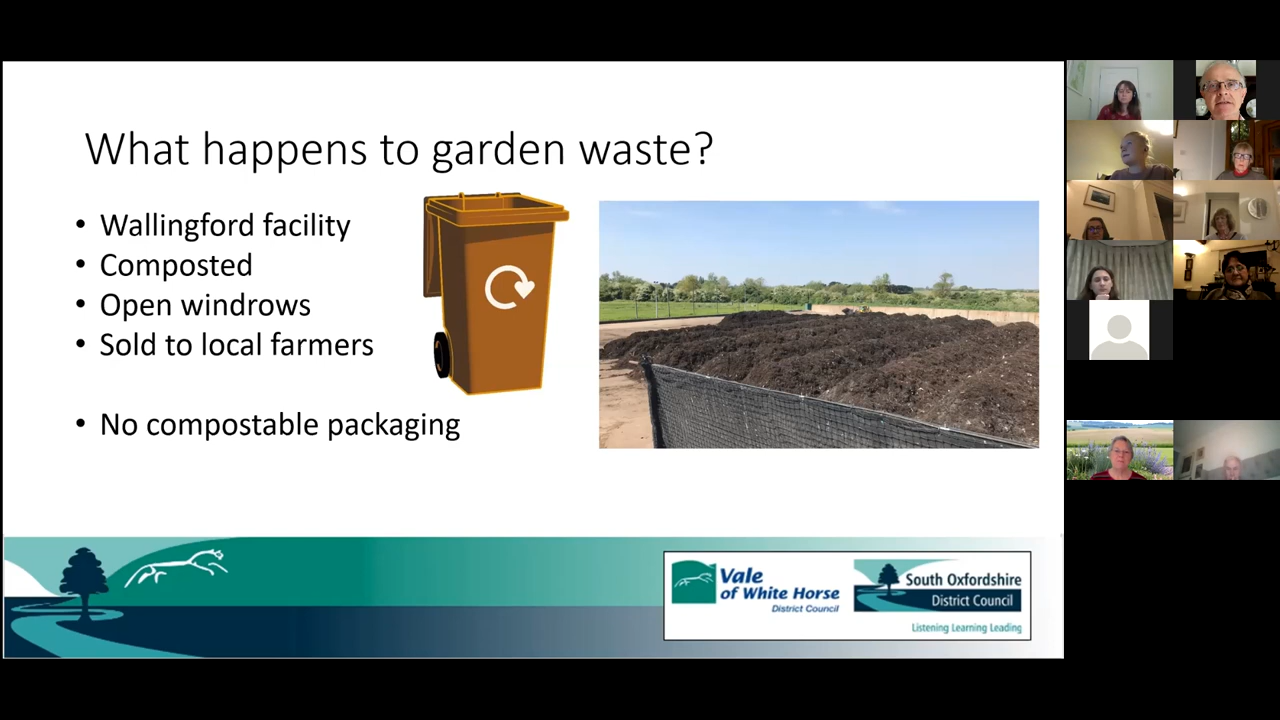 What happens to garden waste?
• Wallingford facility
• Composted
• Open windrows
• Sold to local farmers
• No compostable packaging
Vale
of White Horse
District Council
South Oxfordshire
District Council
Listening Learning Leading